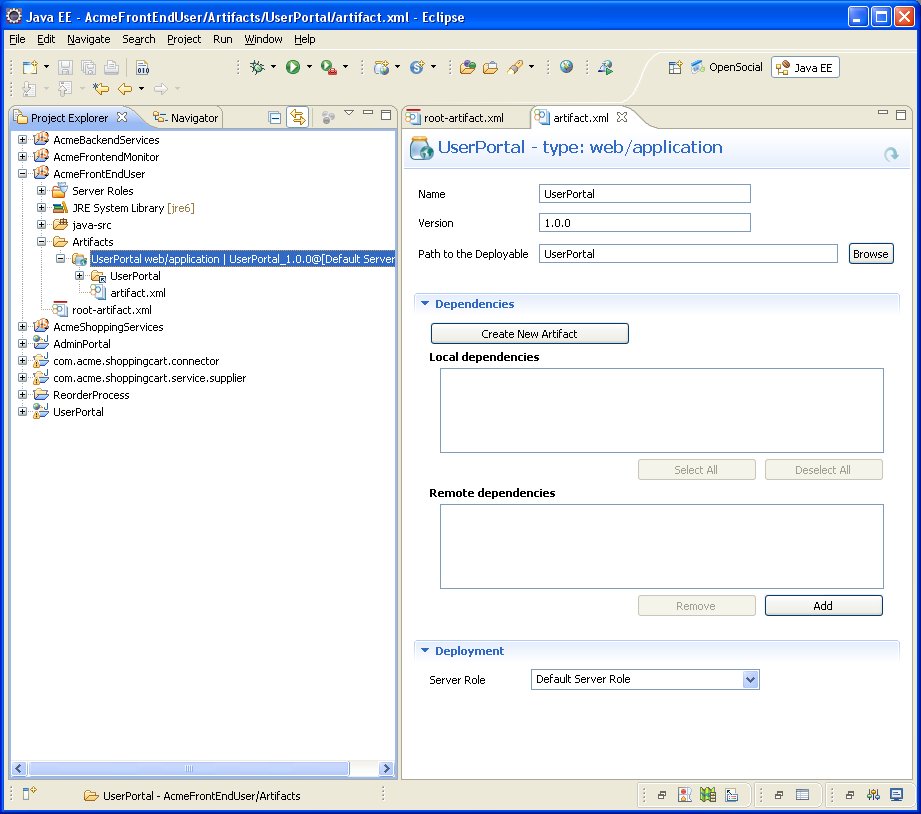 Java EE - AcmeFrontEndUser/Artifacts/UserPortal/artifact.xml - Eclipse
File Edit Navigate Search Project Run Window Help
010
OpenSocial Java EE
Project Explorer Navigator
root-artifact.xml artifact.xml
AcmeBackendServices
AcmeFrontendMonitor
AcmeFrontEndUser
Server Roles
JRE System Library [jre6]
java-src
Artifacts
UserPortal web/application | UserPortal_1.0.0@[Default Server
UserPortal
artifact.xml
root-artifact.xml
AcmeShoppingServices
AdminPortal
com.acme.shoppingcart.connector
com.acme.shoppingcart.service.supplier
ReorderProcess
UserPortal
UserPortal - type: web/application
Name UserPortal
Version 1.0.0
Path to the Deployable UserPortal Browse
Dependencies
Create New Artifact
Local dependencies
Select All Deselect All
Remote dependencies
Remove Add
Deployment
Server Role Default Server Role
UserPortal - AcmeFrontEndUser/Artifacts